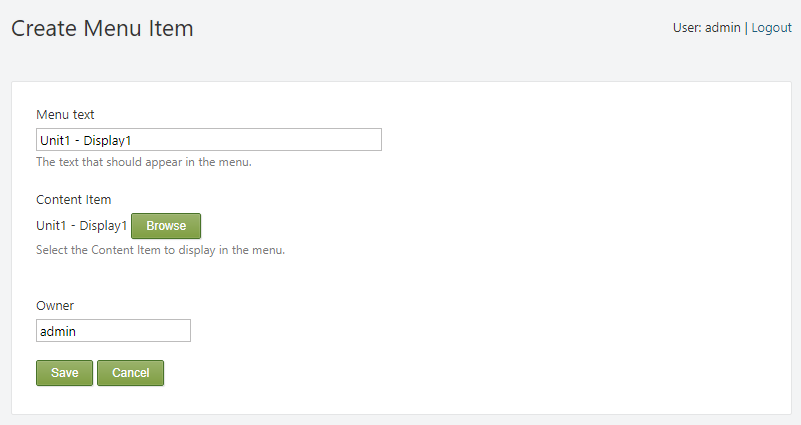 Create Menu Item
User: admin | Logout
Menu text
Unit1 - Display1
The text that should appear in the menu.
Content Item
Unit1 - Display1 Browse
Select the Content Item to display in the menu.
Owner
admin
Save Cancel